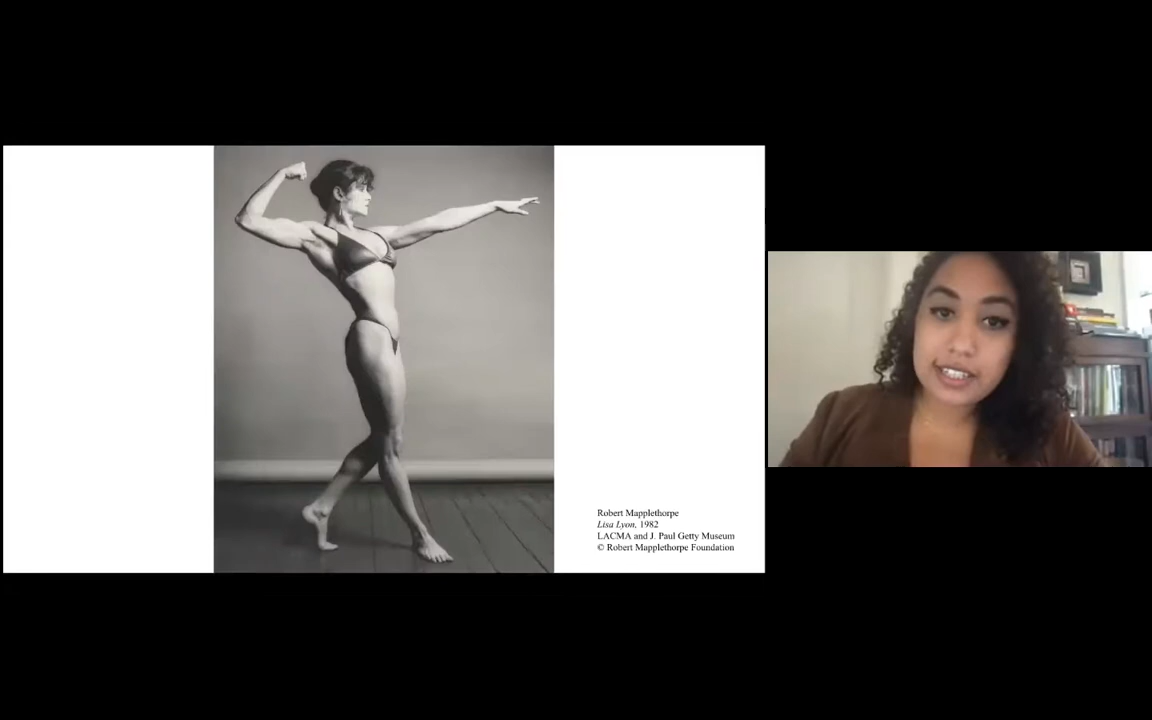 Robert Mapplethorpe
Lisa Lyon, 1982
LACMA and J. Paul Getty Museum
© Robert Mapplethorpe Foundation